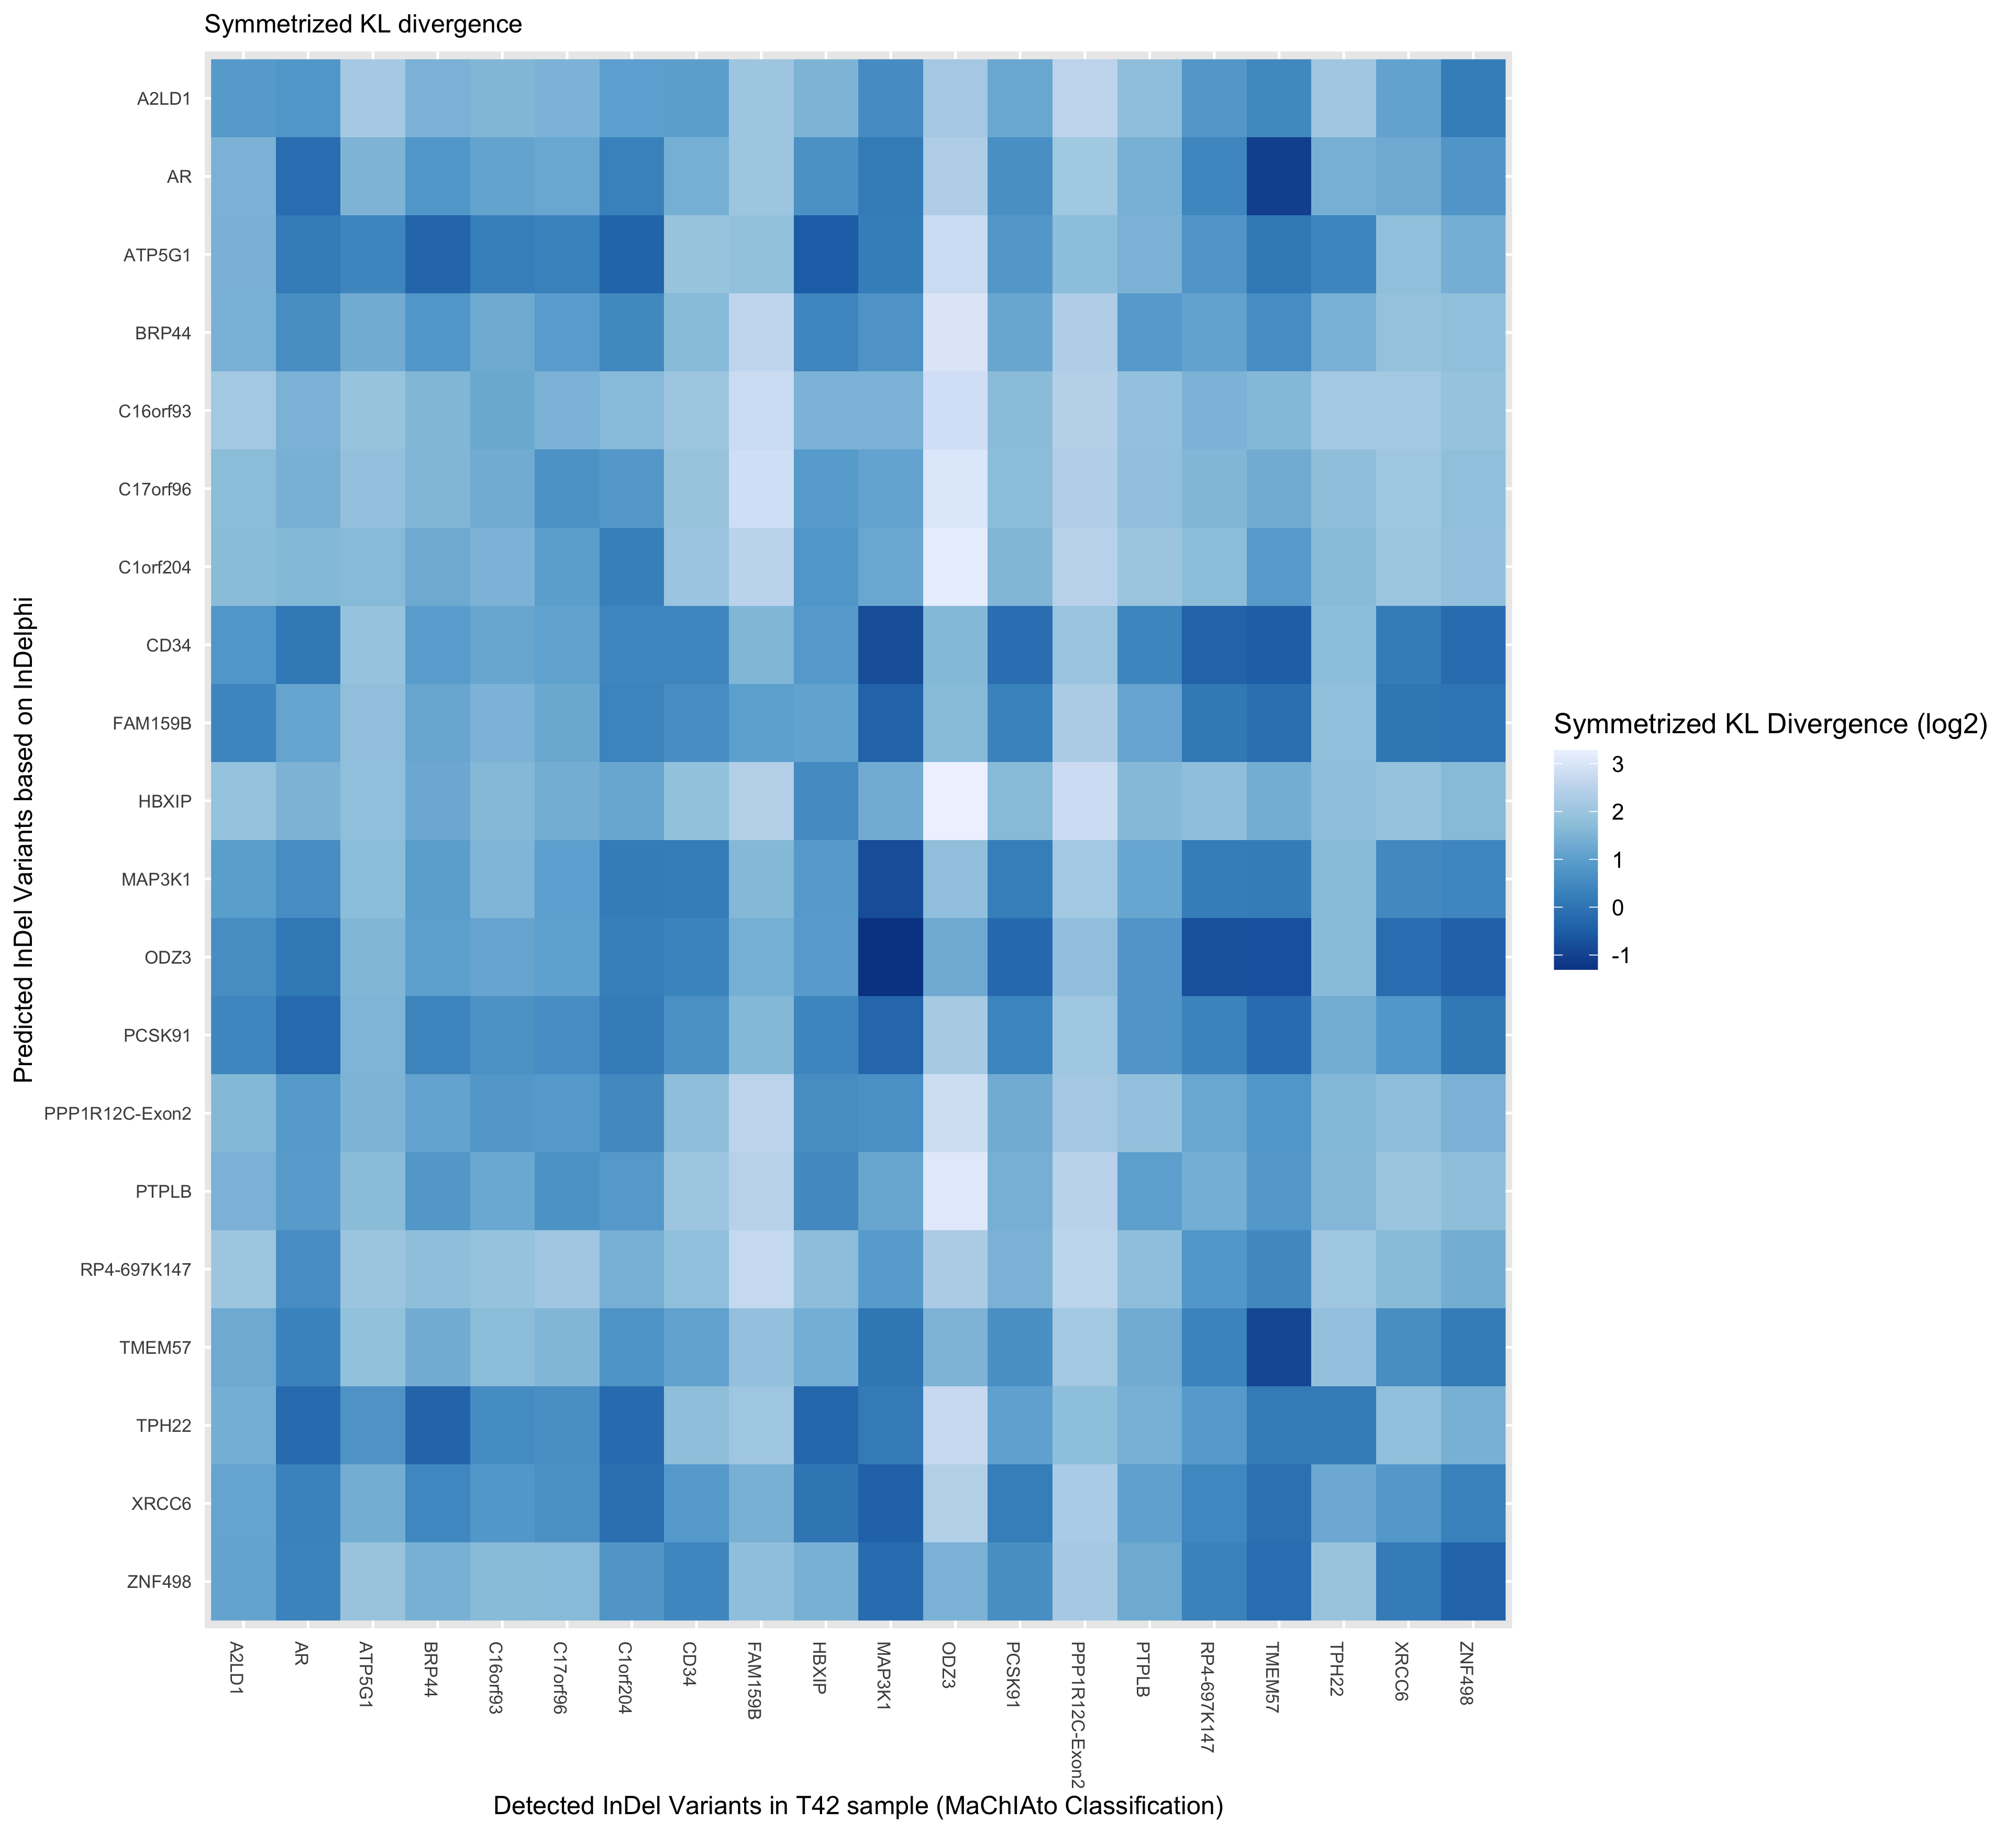 Symmetrized KL divergence
Predicted InDel Variants based on InDelphi
A2LD1
AR
ATP5G1
BRP44
C16orf93
C17orf96
C1orf204
CD34
FAM159B
HBXIP
MAP3K1
ODZ3
PCSK91
PPP1R12C-Exon2
PTPLB
RP4-697K147
TMEM57
TPH22
XRCC6
ZNF498
A2LD1
AR
ATP5G1
BRP44
C16orf93
C17orf96
C1orf204
CD34
FAM159B
HBXIP
MAP3K1
ODZ3
PCSK91
PPP1R12C-Exon2
PTPLB
RP4-697K147
TMEM57
TPH22
XRCC6
ZNF498
Detected InDel Variants in T42 sample (MaChIAto Classification)
Symmetrized KL Divergence (log2)
3
2
1
0
-1